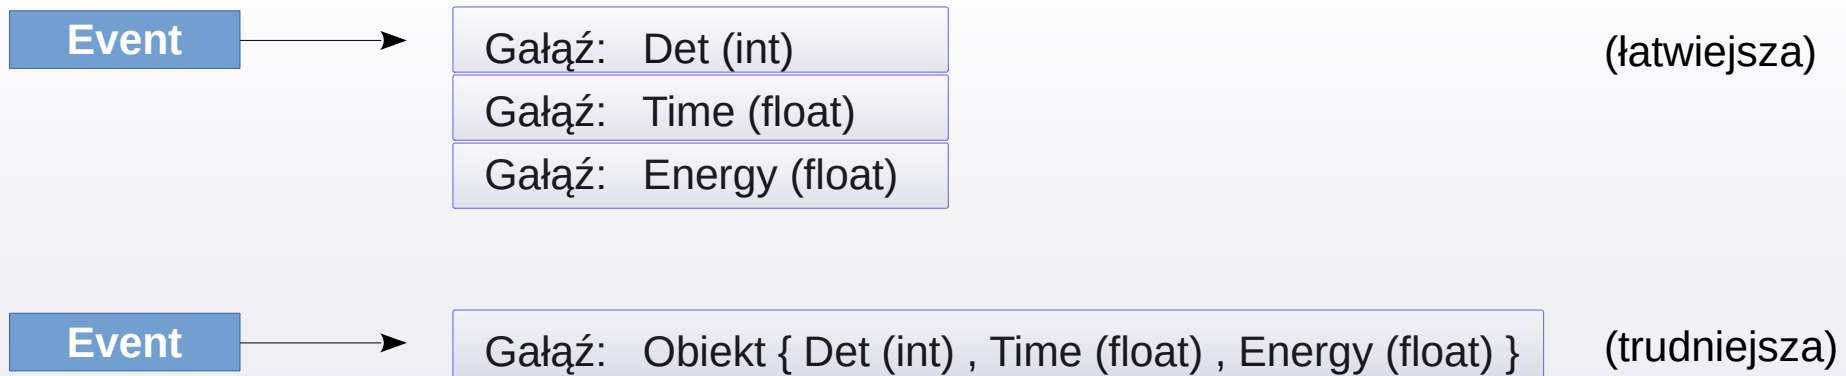 Event Gałąź: Det (int) (łatwiejsza)
Gałąź: Time (float)
Gałąź: Energy (float)
Event Gałąź: Obiekt { Det (int) , Time (float) , Energy (float) } (trudniejsza)